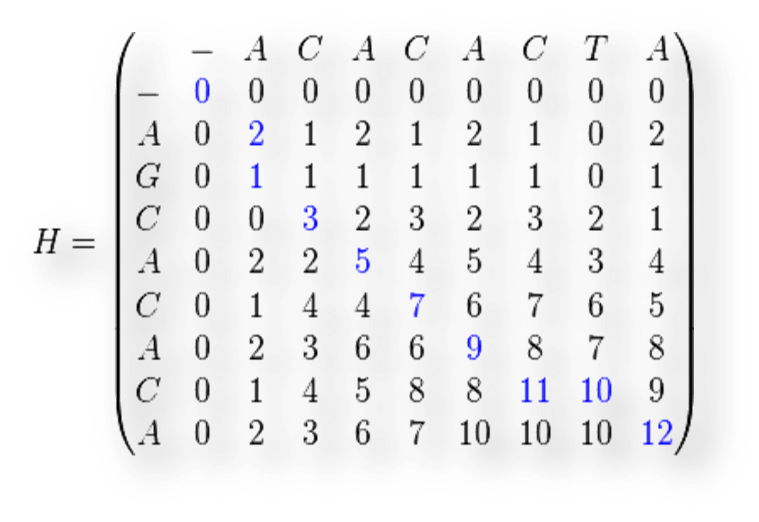 − A C A C A C T A
− 0 0 0 0 0 0 0 0 0
A 0 2 1 2 1 2 1 0 2
G 0 1 1 1 1 1 1 0 1
C 0 0 3 2 3 2 3 2 1
H =
A 0 2 2 5 4 5 4 3 4
C 0 1 4 4 7 6 7 6 5
A 0 2 3 6 6 9 8 7 8
C 0 1 4 5 8 8 11 10 9
A 0 2 3 6 7 10 10 10 12